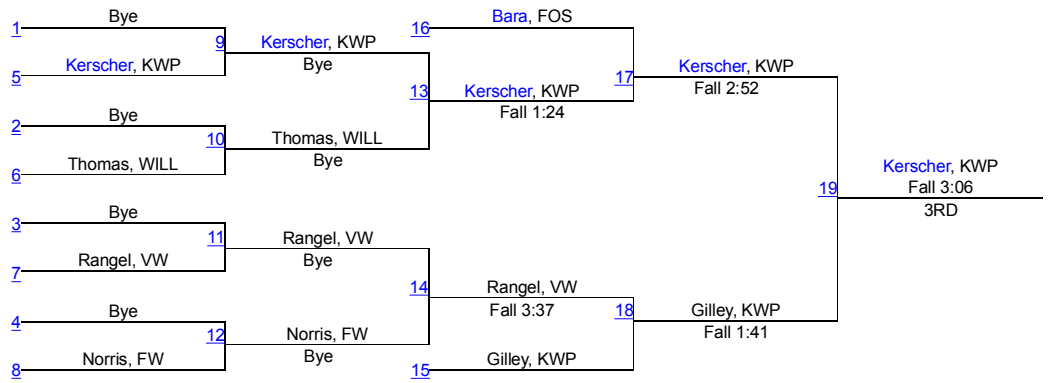 Bye
1
9
Kerscher, KWP
5
Kerscher, KWP
Bye
16
Bara, FOS
13
17
Kerscher, KWP
Fall 1:24
Kerscher, KWP
Fall 2:52
2
Bye
10
6
Thomas, WILL
Thomas, WILL
Bye
19
Kerscher, KWP
Fall 3:06
3RD
3
Bye
11
7
Rangel, VW
Rangel, VW
Bye
14
Rangel, VW
Fall 3:37
18
Gilley, KWP
Fall 1:41
4
Bye
12
8
Norris, FW
Norris, FW
Bye
15
Gilley, KWP